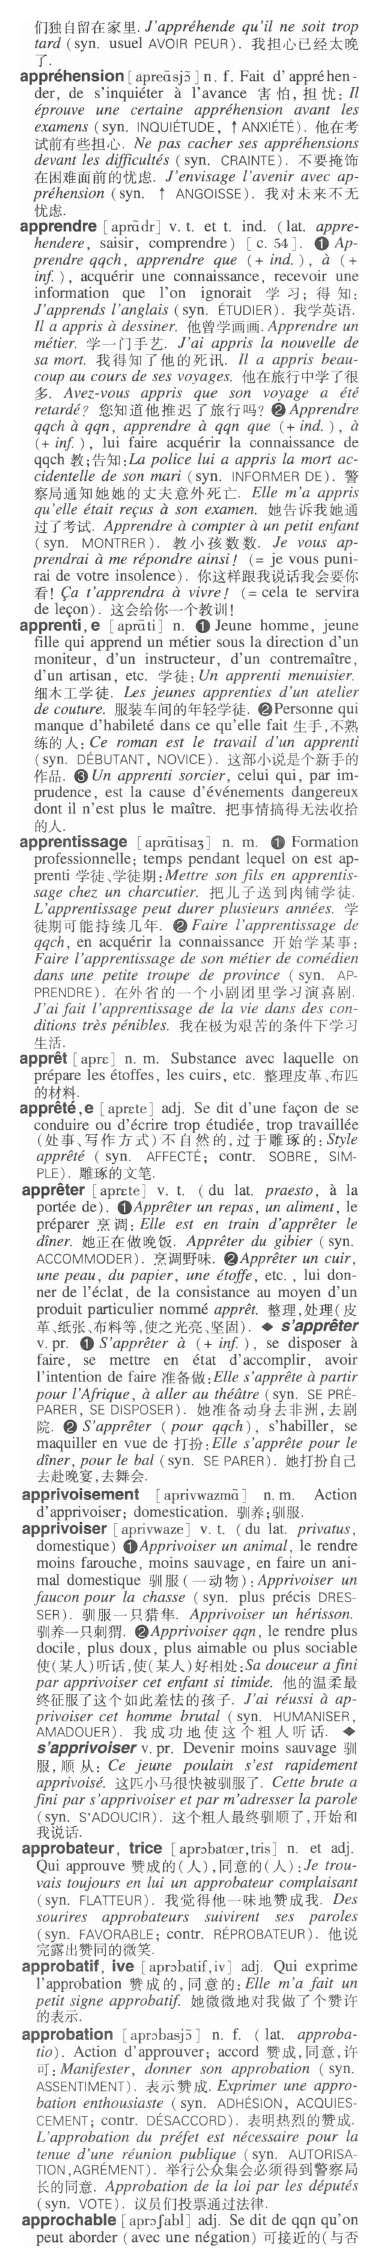 们独自留在家里. J'appréhende qu'il ne soit trop
tard (syn. usuel AVOIR PEUR). 我担心已经太晚
了.
appréhension [apreɑ̃sjɔ̃] n. f. Fait d'appréhen-
der, de s'inquiéter à l'avance 害怕, 担忧: Il
éprouve une certaine appréhension avant les
examens (syn. INQUIÉTUDE, ↑ANXIÉTÉ). 他在考
试前有些担心. Ne pas cacher ses appréhensions
devant les difficultés (syn. CRAINTE). 不要掩饰
在困难面前的忧虑. J'envisage l'avenir avec ap-
préhension (syn. ↑ ANGOISSE). 我对未来不无
忧虑.
apprendre [aprɑ̃dr] v. t. et t. ind. (lat. appre-
hendere, saisir, comprendre) [c. 54]. ❶ Ap-
prendre qqch, apprendre que (+ ind.), à (+
inf.), acquérir une connaissance, recevoir une
information que l'on ignorait 学习; 得知:
J'apprends l'anglais (syn. ÉTUDIER). 我学英语.
Il a appris à dessiner. 他曾学画画. Apprendre un
métier. 学一门手艺. J'ai appris la nouvelle de
sa mort. 我得知了他的死讯. Il a appris beau-
coup au cours de ses voyages. 他在旅行中学了很
多. Avez-vous appris que son voyage a été
retardé? 您知道他推迟了旅行吗? ❷ Apprendre
qqch à qqn, apprendre à qqn que (+ ind.), à
(+ inf.), lui faire acquérir la connaissance de
qqch 教;告知:La police lui a appris la mort ac-
cidentelle de son mari (syn. INFORMER DE). 警
察局通知她她的丈夫意外死亡. Elle m'a appris
qu'elle était reçus à son examen. 她告诉我她通
过了考试. Apprendre à compter à un petit enfant
(syn. MONTRER). 教小孩数数. Je vous ap-
prendrai à me répondre ainsi! (= je vous puni-
rai de votre insolence). 你这样跟我说话我会要你
看! Ça t'apprendra à vivre! (= cela te servira
de leçon). 这会给你一个教训!
apprenti, e [aprɑ̃ti] n. ❶ Jeune homme, jeune
fille qui apprend un métier sous la direction d'un
moniteur, d'un instructeur, d'un contremaître,
d'un artisan, etc. 学徒: Un apprenti menuisier.
细木工学徒. Les jeunes apprenties d'un atelier
de couture. 服装车间的年轻学徒. ❷Personne qui
manque d'habileté dans ce qu'elle fait 生手,不熟
练的人: Ce roman est le travail d'un apprenti
(syn. DÉBUTANT, NOVICE). 这部小说是个新手的
作品. ❸ Un apprenti sorcier, celui qui, par im-
prudence, est la cause d'événements dangereux
dont il n'est plus le maître. 把事情搞得无法收拾
的人.
apprentissage [aprɑ̃tisaʒ] n. m. ❶ Formation
professionnelle; temps pendant lequel on est ap-
prenti 学徒、学徒期:Mettre son fils en apprentis-
sage chez un charcutier. 把儿子送到肉铺学徒.
L'apprentissage peut durer plusieurs années. 学
徒期可能持续几年. ❷ Faire l'apprentissage de
qqch, en acquérir la connaissance 开始学某事:
Faire l'apprentissage de son métier de comédien
dans une petite troupe de province (syn. AP-
PRENDRE). 在外省的一个小剧团里学习演喜剧.
J'ai fait l'apprentissage de la vie dans des con-
ditions très pénibles. 我在极为艰苦的条件下学习
生活.
apprêt [aprɛ] n. m. Substance avec laquelle on
prépare les étoffes, les cuirs, etc. 整理皮革、布匹
的材料.
apprêté, e [aprɛte] adj. Se dit d'une façon de se
conduire ou d'écrire trop étudiée, trop travaillée
(处事、写作方式)不自然的,过于雕琢的: Style
apprêté (syn. AFFECTÉ; contr. SOBRE, SIM-
PLE). 雕琢的文笔.
apprêter [aprɛte] v. t. (du lat. praesto, à la
portée de). ❶Apprêter un repas, un aliment, le
préparer 烹调: Elle est en train d'apprêter le
dîner. 她正在做晚饭. Apprêter du gibier (syn.
ACCOMMODER). 烹调野味. ❷Apprêter un cuir,
une peau, du papier, une étoffe, etc., lui don-
ner de l'éclat, de la consistance au moyen d'un
produit particulier nommé apprêt. 整理,处理(皮
革、纸张、布料等,使之光亮、坚固). ◆ s'apprêter
v. pr. ❶ S'apprêter à (+ inf.), se disposer à
faire, se mettre en état d'accomplir, avoir
l'intention de faire 准备做:Elle s'apprête à partir
pour l'Afrique, à aller au théâtre (syn. SE PRÉ-
PARER, SE DISPOSER). 她准备动身去非洲,去剧
院. ❷ S'apprêter (pour qqch), s'habiller, se
maquiller en vue de 打扮:Elle s'apprête pour le
dîner, pour le bal (syn. SE PARER). 她打扮自己
去赴晚宴,去舞会.
apprivoisement [aprivwazmɑ̃] n. m. Action
d'apprivoiser; domestication. 驯养;驯服.
apprivoiser [aprivwaze] v. t. (du lat. privatus,
domestique) ❶Apprivoiser un animal, le rendre
moins farouche, moins sauvage, en faire un ani-
mal domestique 驯服(一动物):Apprivoiser un
faucon pour la chasse (syn. plus précis DRES-
SER). 驯服一只猎隼. Apprivoiser un hérisson.
驯养一只刺猬. ❷Apprivoiser qqn, le rendre plus
docile, plus doux, plus aimable ou plus sociable
使(某人)听话,使(某人)好相处:Sa douceur a fini
par apprivoiser cet enfant si timide. 他的温柔最
终征服了这个如此羞怯的孩子. J'ai réussi à ap-
privoiser cet homme brutal (syn. HUMANISER,
AMADOUER). 我成功地使这个粗人听话. ◆
s'apprivoiser v. pr. Devenir moins sauvage 驯
服, 顺从: Ce jeune poulain s'est rapidement
apprivoisé. 这匹小马很快被驯服了. Cette brute a
fini par s'apprivoiser et par m'adresser la parole
(syn. S'ADOUCIR). 这个粗人最终驯顺了,开始和
我说话.
approbateur, trice [aprɔbatœr,tris] n. et adj.
Qui approuve 赞成的(人),同意的(人):Je trou-
vais toujours en lui un approbateur complaisant
(syn. FLATTEUR). 我觉得他一味地赞成我. Des
sourires approbateurs suivirent ses paroles
(syn. FAVORABLE; contr. RÉPROBATEUR). 他说
完露出赞同的微笑.
approbatif, ive [aprɔbatif,iv] adj. Qui exprime
l'approbation 赞成的,同意的:Elle m'a fait un
petit signe approbatif. 她微微地对我做了个赞许
的表示.
approbation [aprɔbasjɔ̃] n. f. (lat. approba-
tio). Action d'approuver; accord 赞成,同意,许
可: Manifester, donner son approbation (syn.
ASSENTIMENT). 表示赞成. Exprimer une appro-
bation enthousiaste (syn. ADHÉSION, ACQUIES-
CEMENT; contr. DÉSACCORD). 表明热烈的赞成.
L'approbation du préfet est nécessaire pour la
tenue d'une réunion publique (syn. AUTORISA-
TION,AGRÉMENT). 举行公众集会必须得到警察局
长的同意. Approbation de la loi par les députés
(syn. VOTE). 议员们投票通过法律.
approchable [aprɔʃabl] adj. Se dit de qqn qu'on
peut aborder (avec une négation) 可接近的(与否